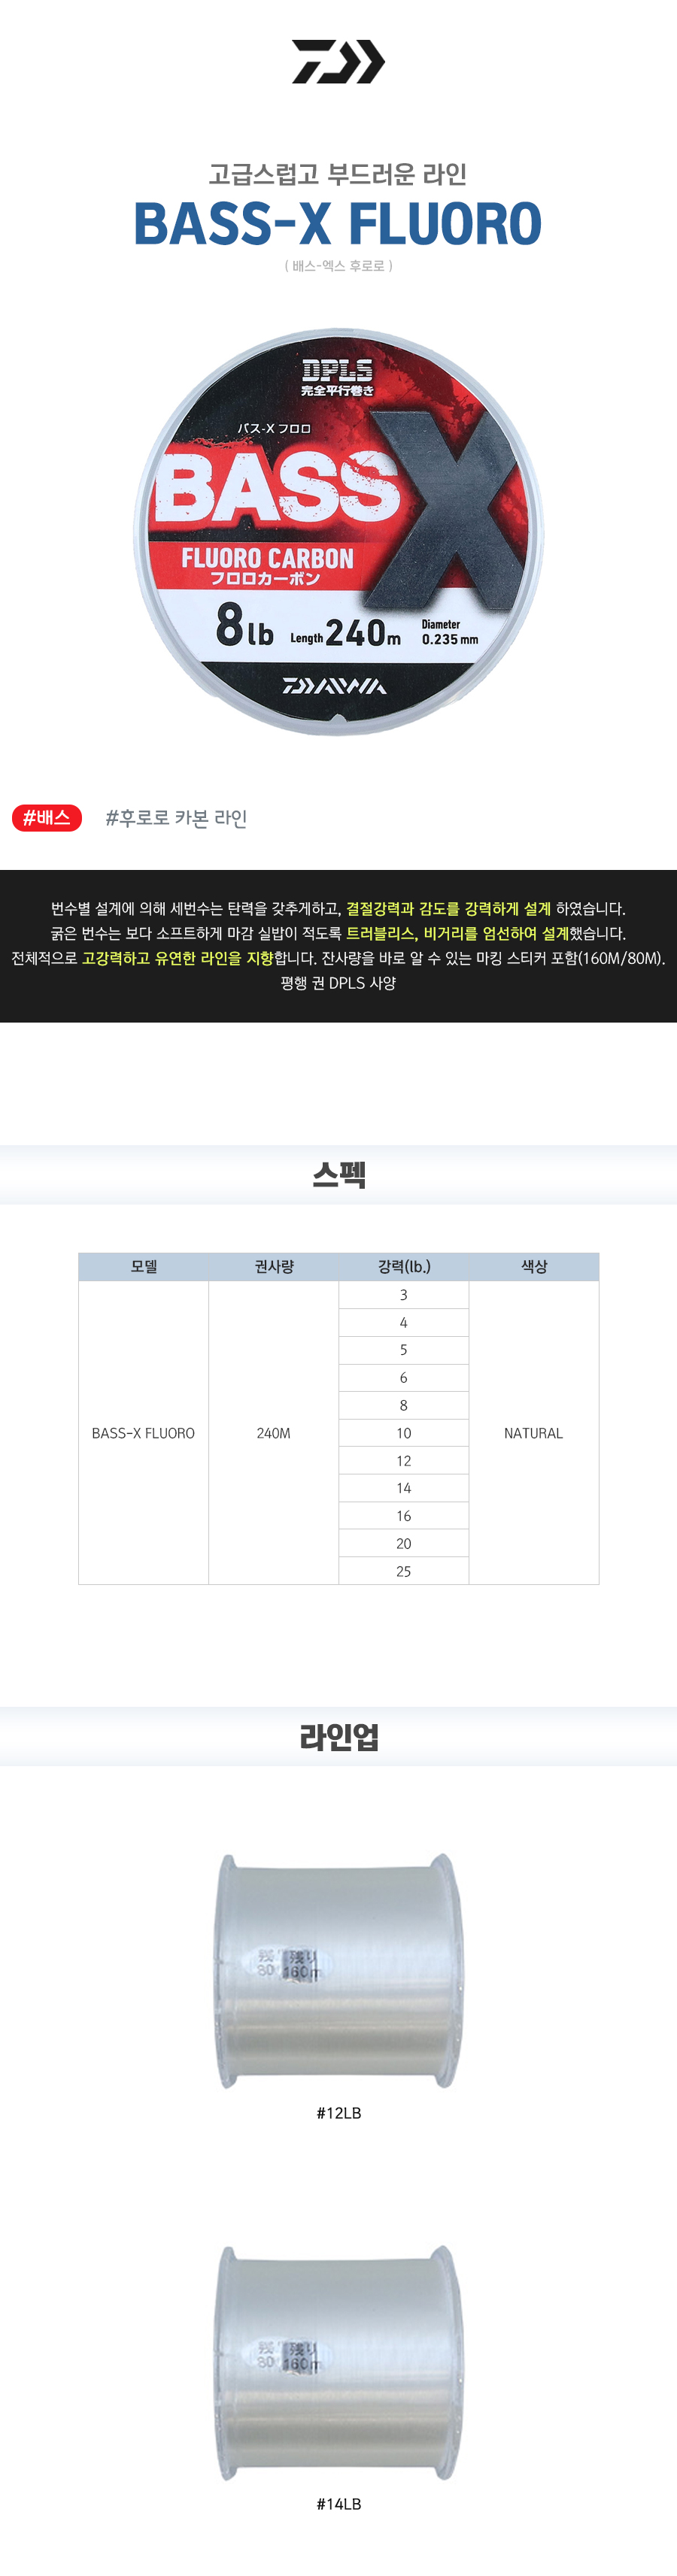 고급스럽고 부드러운 라인
BASS-X FLUORO
( 배스-엑스 후로로 )
DPLS
完全平行巻き
バス-X フロロ
BASS X
FLUORO CARBON
フロロカーボン
8lb Length 240m Diameter 0.235mm
DAIWA
#배스 #후로로 카본 라인
번수별 설계에 의해 세번수는 탄력을 갖추게하고, 결절강력과 감도를 강력하게 설계 하였습니다.
굵은 번수는 보다 소프트하게 마감 실밥이 적도록 트러블리스, 비거리를 엄선하여 설계했습니다.
전체적으로 고강력하고 유연한 라인을 지향합니다. 잔사량을 바로 알 수 있는 마킹 스티커 포함(160M/80M).
평행 권 DPLS 사양
스펙
모델 권사량 강력(lb.) 색상
3
4
5
6
8
BASS-X FLUORO 240M 10 NATURAL
12
14
16
20
25
라인업
残 残り
80 160m
#12LB
残 残り
80 160m
#14LB